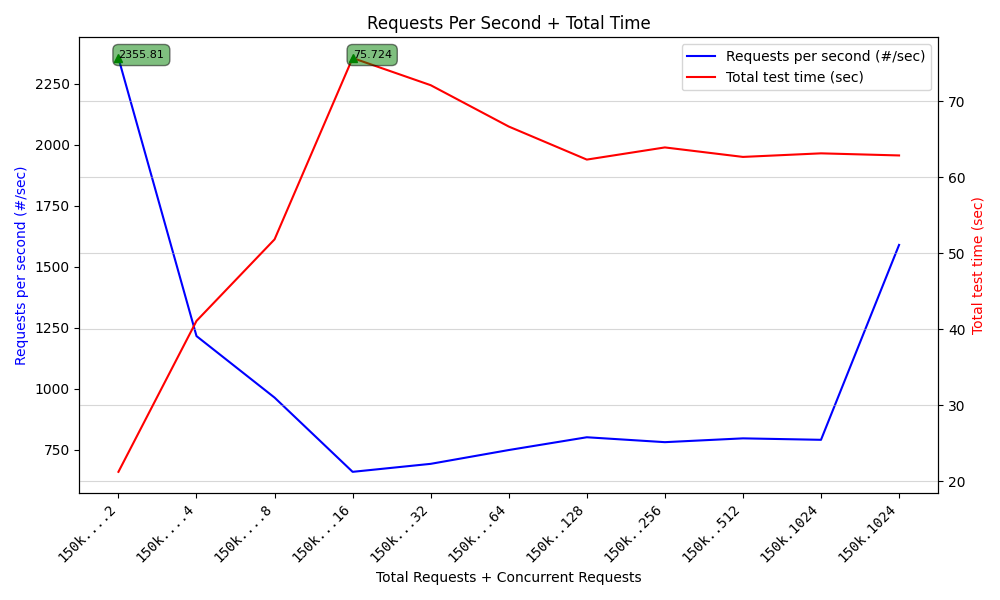 Requests Per Second + Total Time
2355.81
75.724
Requests per second (#/sec)
Total test time (sec)
Requests per second (#/sec)
2250
2000
1750
1500
1250
1000
750
70
60
50
40
30
20
Total test time (sec)
150k....2
150k....4
150k....8
150k...16
150k...32
150k...64
150k..128
150k..256
150k..512
150k.1024
150k.1024
Total Requests + Concurrent Requests